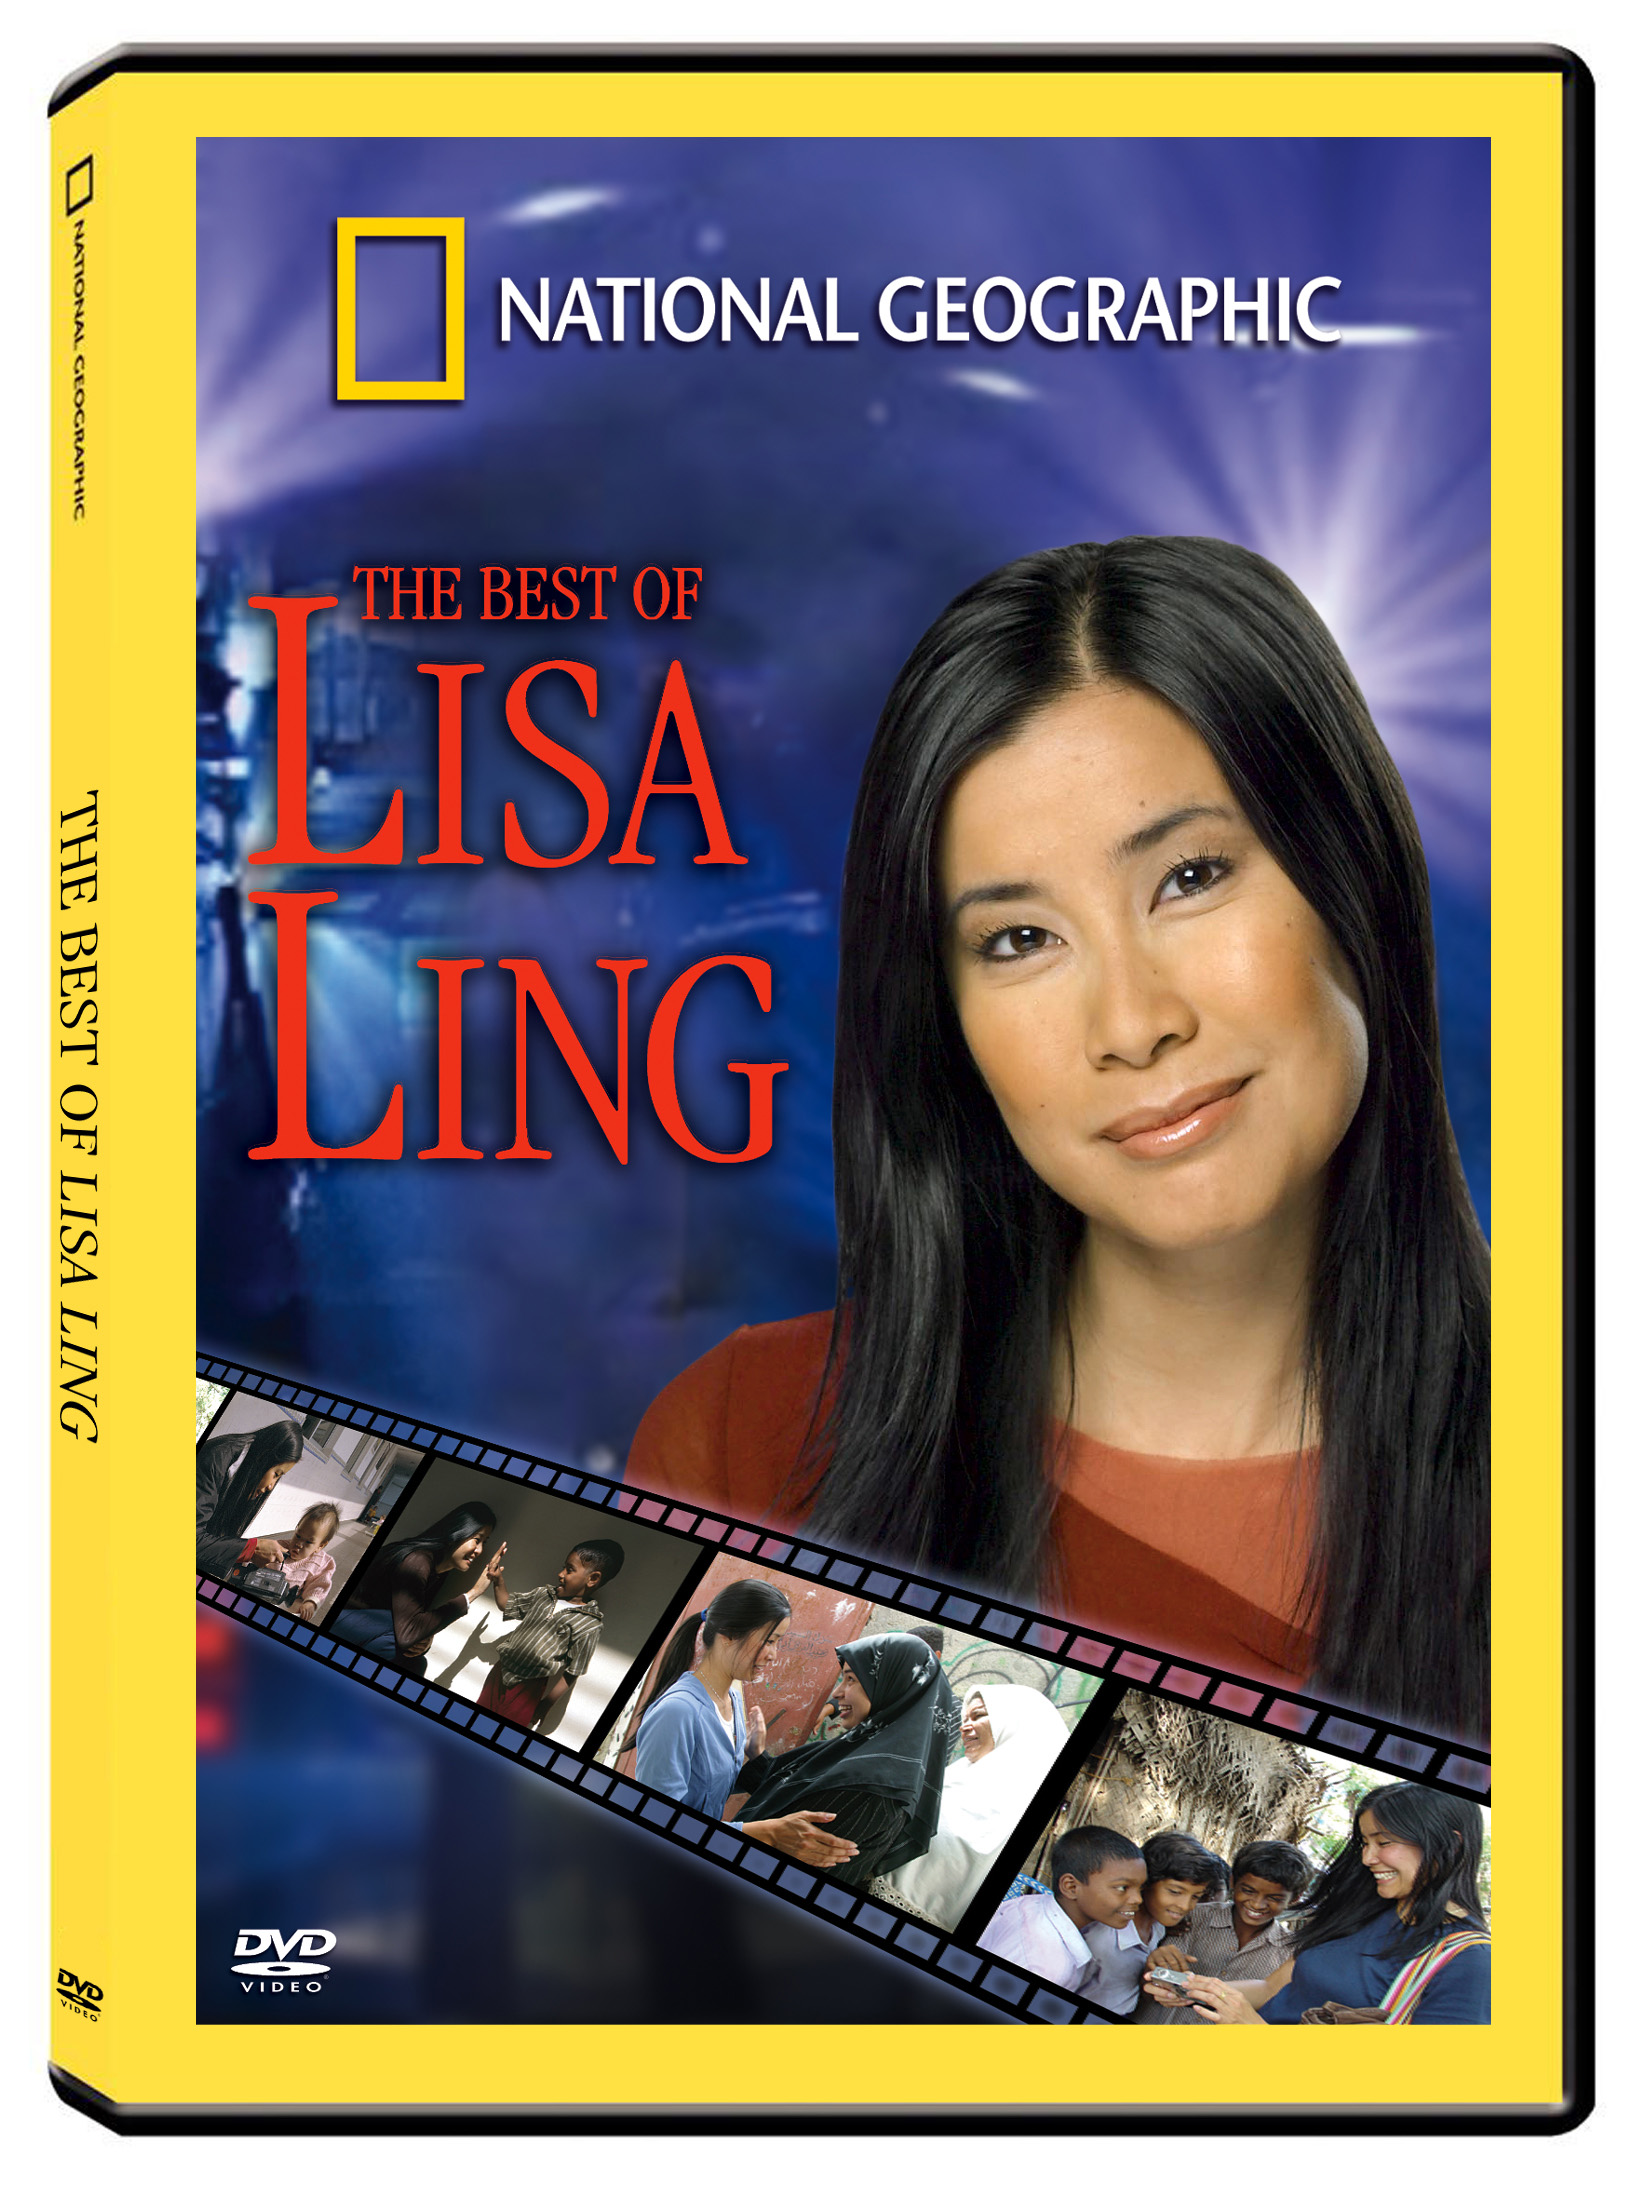 NATIONAL GEOGRAPHIC
THE BEST OF
LISA
LING
DVD
VIDEO
NATIONAL GEOGRAPHIC
THE BEST OF LISA LING
DVD
VIDEO